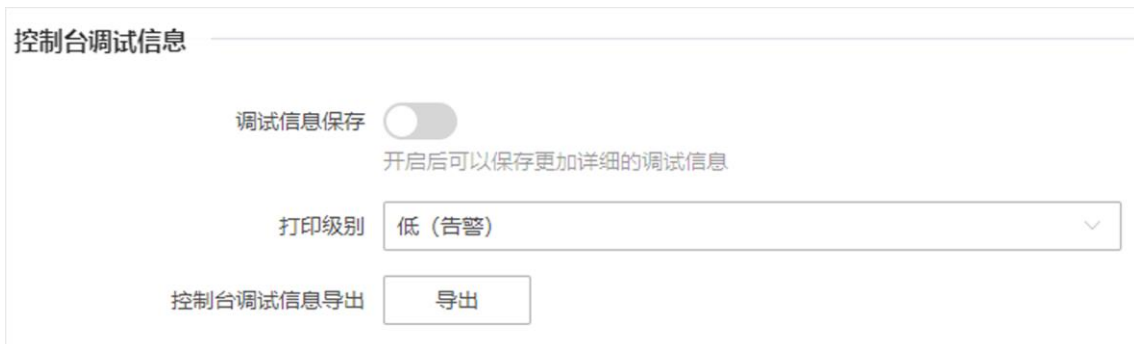 控制台调试信息
调试信息保存
开启后可以保存更加详细的调试信息
打印级别 低（告警）
控制台调试信息导出 导出